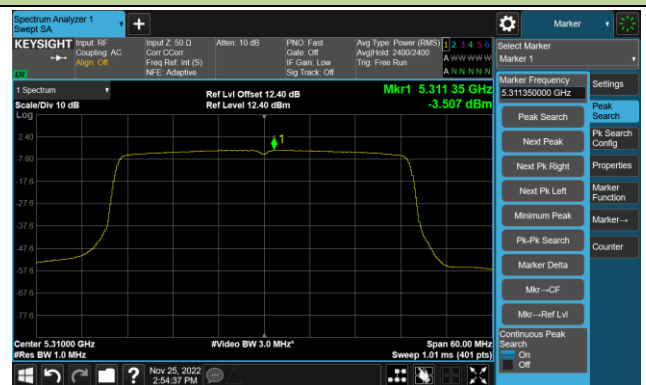 Spectrum Analyzer 1
Swept SA
+
Marker
KEYSIGHT
Input: RF
Coupling: AC
Align: Off
Input Z: 50 Ω
Corr CCorr
Freq Ref: Int (S)
NFE: Adaptive
Atten: 10 dB
PNO: Fast
Gate: Off
IF Gain: Low
Sig Track: Off
Avg Type: Power (RMS)
Avg|Hold: 2400/2400
Trig: Free Run
1 2 3 4 5 6
A W W W W W
A N N N N N
LXI
Select Marker
Marker 1
1 Spectrum
Scale/Div 10 dB
Ref Lvl Offset 12.40 dB
Ref Level 12.40 dBm
Mkr1 5.311 35 GHz
-3.507 dBm
Log
1
2.40
-7.60
-17.6
-27.6
-37.6
-47.6
-57.6
-67.6
-77.6
Center 5.31000 GHz
#Res BW 1.0 MHz
#Video BW 3.0 MHz*
Span 60.00 MHz
Sweep 1.01 ms (401 pts)
Marker Frequency
5.311350000 GHz
Peak Search
Next Peak
Next Pk Right
Next Pk Left
Minimum Peak
Pk-Pk Search
Marker Delta
Mkr→CF
Mkr→Ref Lvl
Continuous Peak
Search
On
Off
Settings
Peak
Search
Pk Search
Config
Properties
Marker
Function
Marker→
Counter
?
Nov 25, 2022
2:54:37 PM